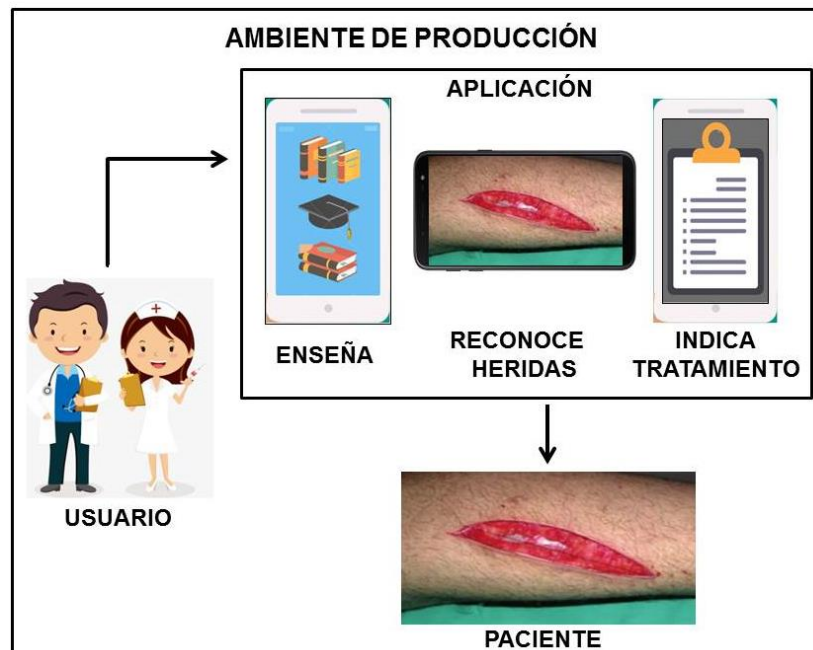 AMBIENTE DE PRODUCCIÓN
APLICACIÓN
ENSEÑA
RECONOCE
HERIDAS
INDICA
TRATAMIENTO
USUARIO
PACIENTE